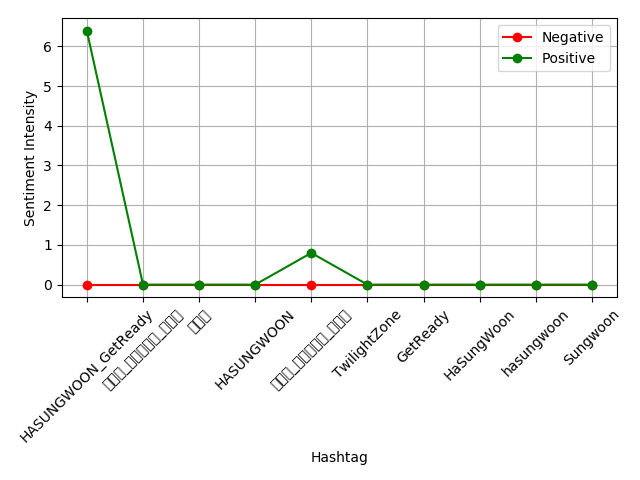 Negative
Positive
6
5
4
3
2
1
0
Sentiment Intensity
HASUNGWOON_GetReady
HASUNGWOON
TwilightZone
GetReady
HaSungWoon
hasungwoon
Sungwoon
Hashtag